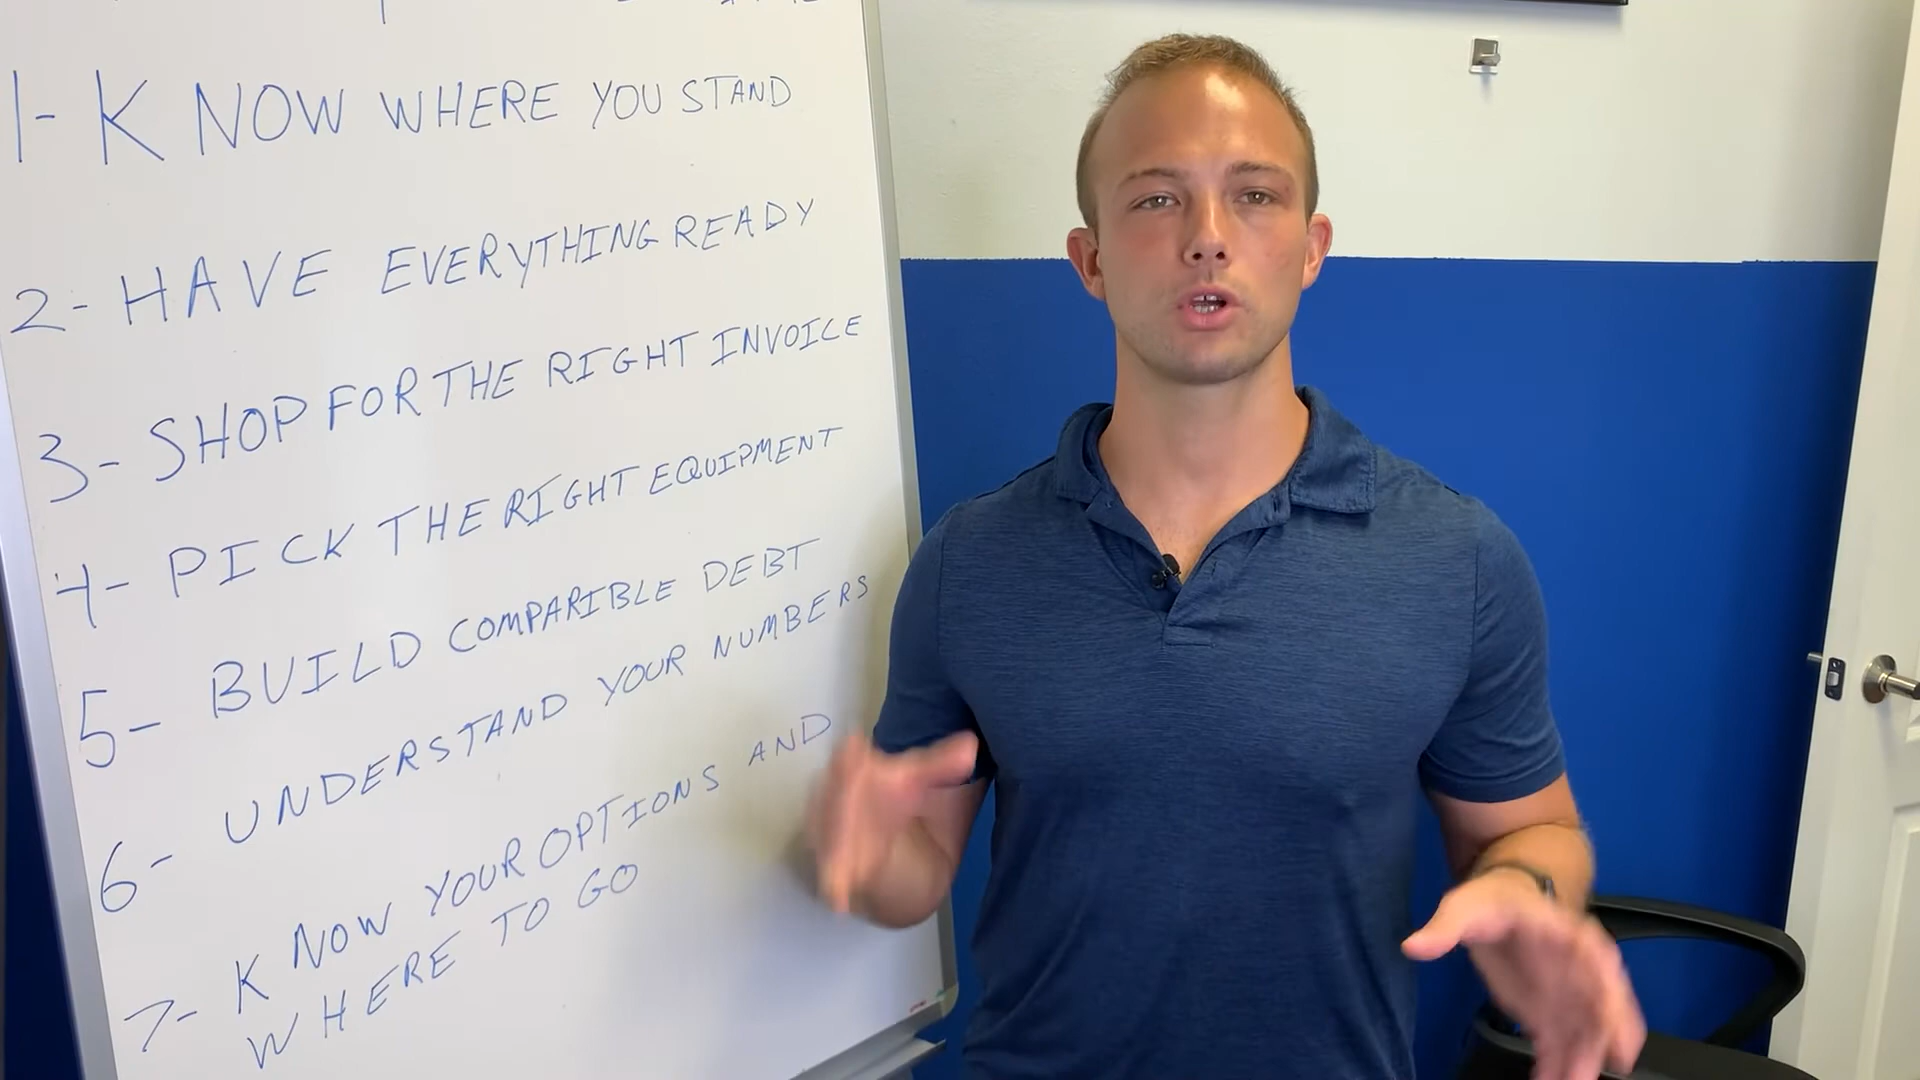 1- KNOW WHERE YOU STAND
2- HAVE EVERYTHING READY
3- SHOP FOR THE RIGHT INVOICE
4- PICK THE RIGHT EQUIPMENT
5- BUILD COMPARIBLE DEBT
6- UNDERSTAND YOUR NUMBERS
7- KNOW YOUR OPTIONS AND
WHERE TO GO